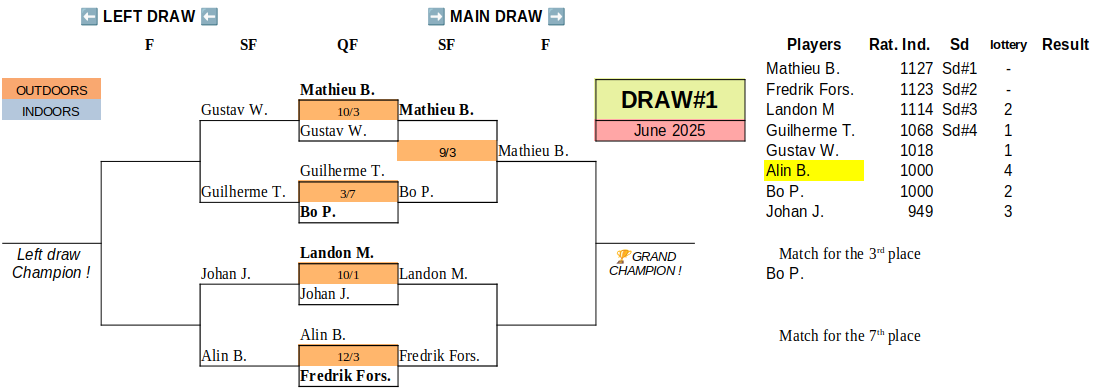 ⬅ LEFT DRAW ⬅ ➡ MAIN DRAW ➡
F SF QF SF F
Players Rat. Ind. Sd lottery Result
OUTDOORS
INDOORS
Mathieu B.
Gustav W. 10/3 Mathieu B.
Gustav W.
9/3 Mathieu B.
Guilherme T.
Guilherme T. 3/7 Bo P.
Bo P.
Landon M.
Johan J. 10/1 Landon M.
Johan J.
Alin B.
Alin B. 12/3 Fredrik Fors.
Fredrik Fors.
Left draw
Champion !
🏆GRAND
CHAMPION !
DRAW#1
June 2025
Mathieu B. 1127 Sd#1 -
Fredrik Fors. 1123 Sd#2 -
Landon M 1114 Sd#3 2
Guilherme T. 1068 Sd#4 1
Gustav W. 1018 1
Alin B. 1000 4
Bo P. 1000 2
Johan J. 949 3
Match for the 3rd place
Bo P.
Match for the 7th place